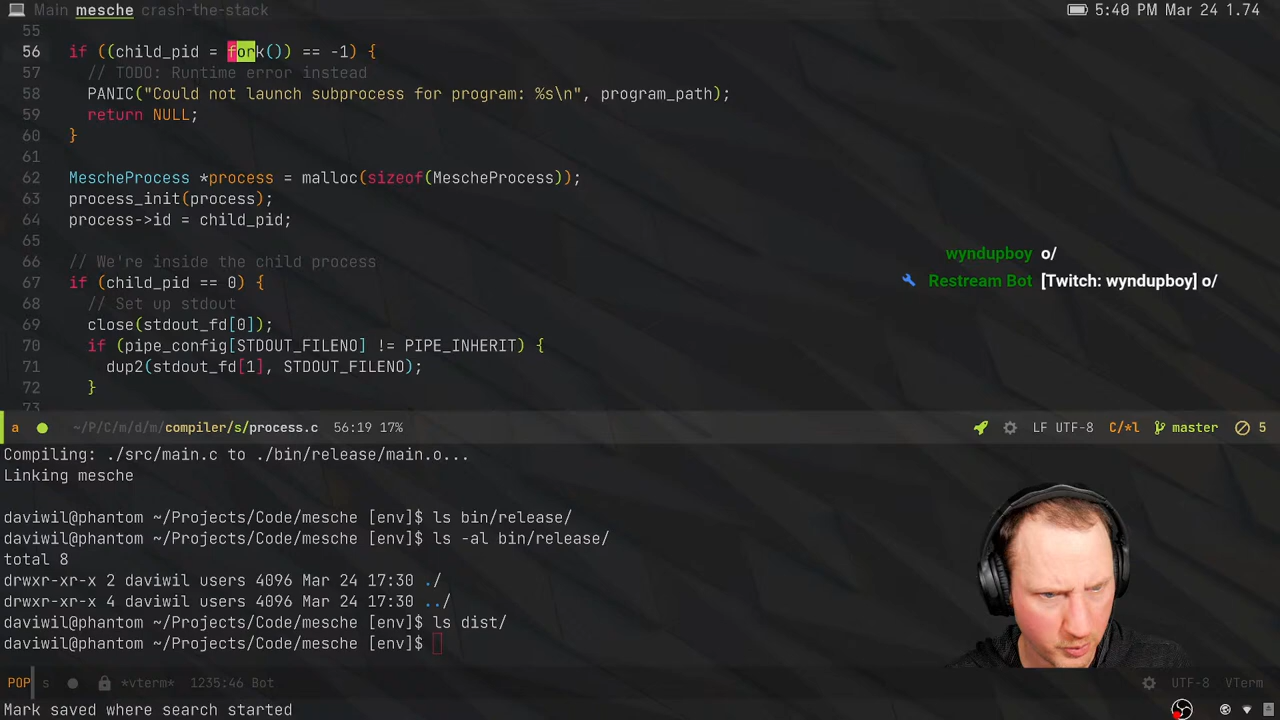 Main mesche crash-the-stack
5:40 PM Mar 24 1.74
55
56 if ((child_pid = fork()) == -1) {
57 // TODO: Runtime error instead
58 PANIC("Could not launch subprocess for program: %s\n", program_path);
59 return NULL;
60 }
61
62 MescheProcess *process = malloc(sizeof(MescheProcess));
63 process_init(process);
64 process->id = child_pid;
65
66 // We're inside the child process
67 if (child_pid == 0) {
68 // Set up stdout
69 close(stdout_fd[0]);
70 if (pipe_config[STDOUT_FILENO] != PIPE_INHERIT) {
71 dup2(stdout_fd[1], STDOUT_FILENO);
72 }
73
wyndupboy o/
Restream Bot [Twitch: wyndupboy] o/
a ~/P/C/m/d/m/compiler/s/process.c 56:19 17% LF UTF-8 C/*l master 5
Compiling: ./src/main.c to ./bin/release/main.o...
Linking mesche
daviwil@phantom ~/Projects/Code/mesche [env]$ ls bin/release/
daviwil@phantom ~/Projects/Code/mesche [env]$ ls -al bin/release/
total 8
drwxr-xr-x 2 daviwil users 4096 Mar 24 17:30 ./
drwxr-xr-x 4 daviwil users 4096 Mar 24 17:30 ../
daviwil@phantom ~/Projects/Code/mesche [env]$ ls dist/
daviwil@phantom ~/Projects/Code/mesche [env]$
POP s *vterm* 1235:46 Bot UTF-8 VTerm
Mark saved where search started